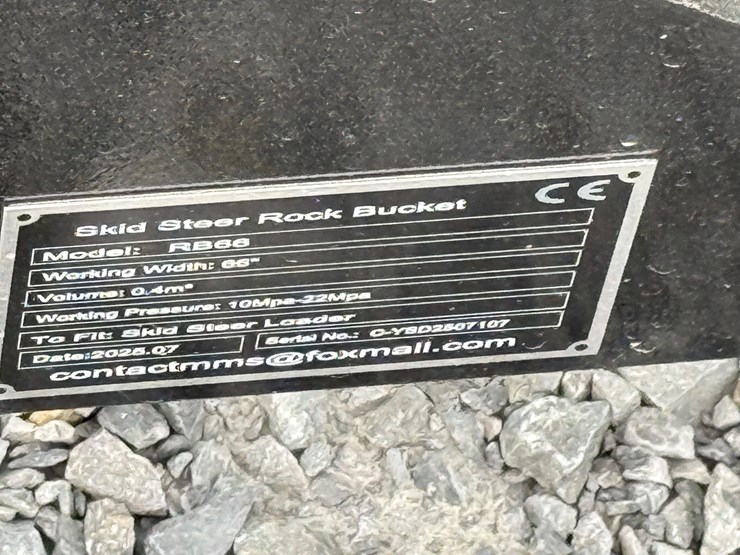 CE
Skid Steer Rock Bucket
Model: RB66
Working Width: 66"
Volume: 0.4m³
Working Pressure: 10Mpa-22Mpa
To Fit: Skid Steer Loader
Date:2025.07 Serial No.: C-YSD2507107
contactmms@foxmail.com